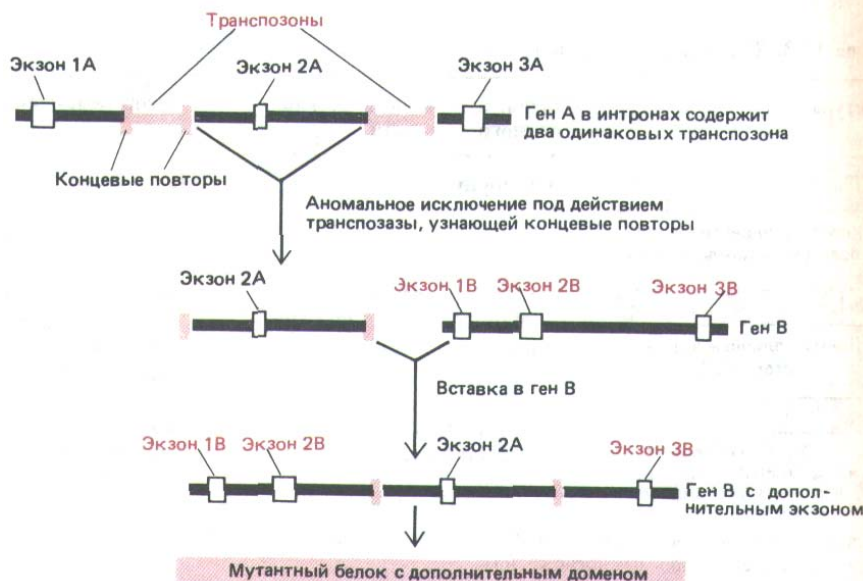 Транспозоны
Экзон 1А
Экзон 2А
Экзон 3А
Ген А в интронах содержит
два одинаковых транспозона
Концевые повторы
Аномальное исключение под действием
транспозазы, узнающей концевые повторы
Экзон 2А
Экзон 1В
Экзон 2В
Экзон 3В
Ген В
Вставка в ген В
Экзон 1В
Экзон 2В
Экзон 2А
Экзон 3В
Ген В с допол-
нительным экзоном
Мутантный белок с дополнительным доменом